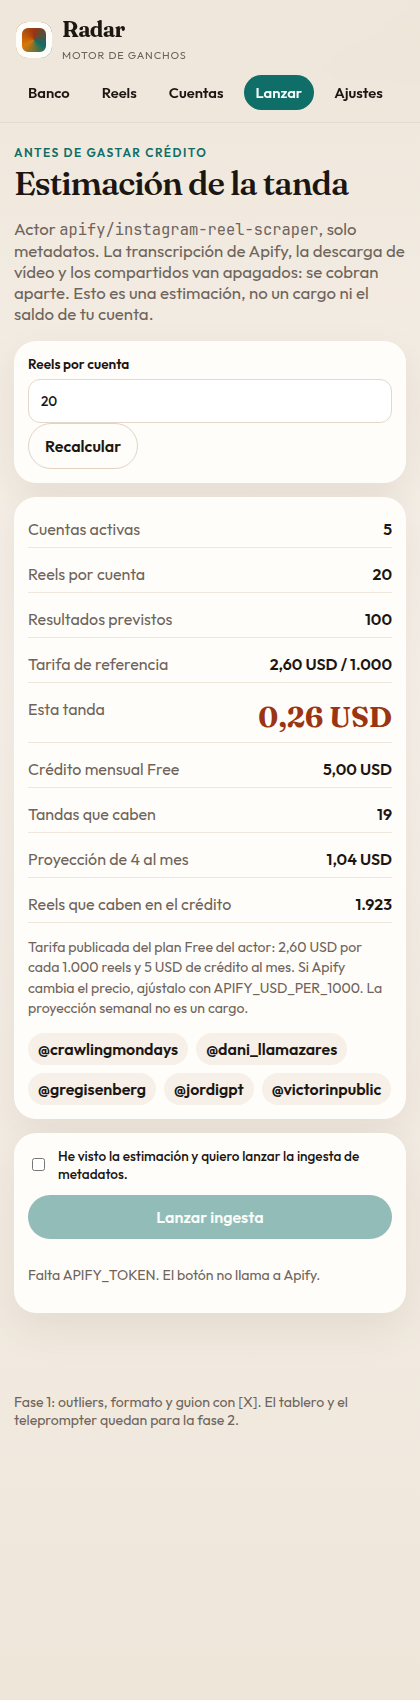 Radar
MOTOR DE GANCHOS
Banco Reels Cuentas Lanzar Ajustes
ANTES DE GASTAR CRÉDITO
Estimación de la tanda
Actor apify/instagram-reel-scraper, solo
metadatos. La transcripción de Apify, la descarga de
vídeo y los compartidos van apagados: se cobran
aparte. Esto es una estimación, no un cargo ni el
saldo de tu cuenta.
Reels por cuenta
20
Recalcular
Cuentas activas 5
Reels por cuenta 20
Resultados previstos 100
Tarifa de referencia 2,60 USD / 1.000
Esta tanda 0,26 USD
Crédito mensual Free 5,00 USD
Tandas que caben 19
Proyección de 4 al mes 1,04 USD
Reels que caben en el crédito 1.923
Tarifa publicada del plan Free del actor: 2,60 USD por
cada 1.000 reels y 5 USD de crédito al mes. Si Apify
cambia el precio, ajústalo con APIFY_USD_PER_1000. La
proyección semanal no es un cargo.
@crawlingmondays @dani_llamazares
@gregisenberg @jordigpt @victorinpublic
He visto la estimación y quiero lanzar la ingesta de
metadatos.
Lanzar ingesta
Falta APIFY_TOKEN. El botón no llama a Apify.
Fase 1: outliers, formato y guion con [X]. El tablero y el
teleprompter quedan para la fase 2.